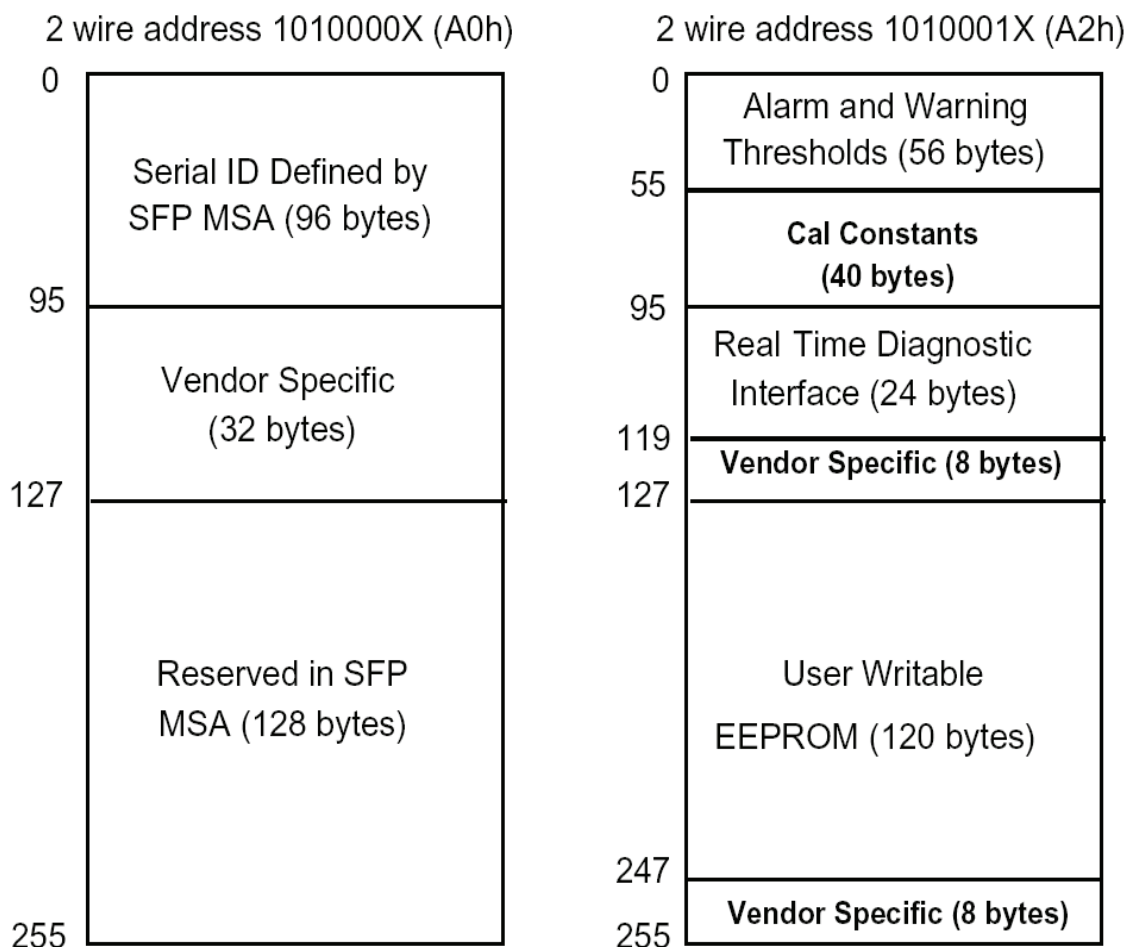 2 wire address 1010000X (A0h)
0
Serial ID Defined by
SFP MSA (96 bytes)
95
Vendor Specific
(32 bytes)
127
Reserved in SFP
MSA (128 bytes)
255
2 wire address 1010001X (A2h)
0
Alarm and Warning
Thresholds (56 bytes)
55
Cal Constants
(40 bytes)
95
Real Time Diagnostic
Interface (24 bytes)
119
Vendor Specific (8 bytes)
127
User Writable
EEPROM (120 bytes)
247
Vendor Specific (8 bytes)
255